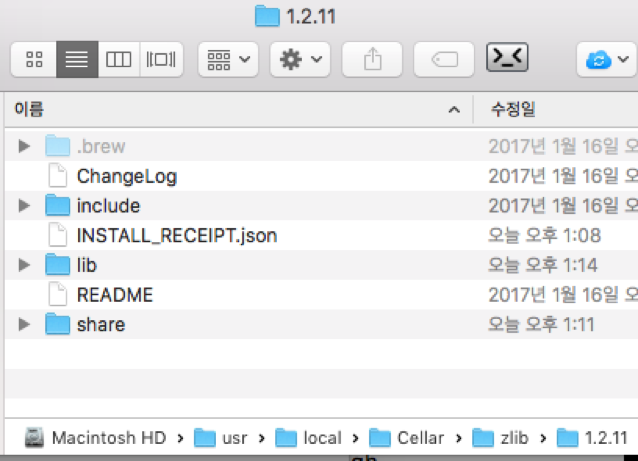 1.2.11
이름 수정일
.brew 2017년 1월 16일 오
ChangeLog 2017년 1월 16일 오
include 2017년 1월 16일 오
INSTALL_RECEIPT.json 오늘 오후 1:08
lib 오늘 오후 1:14
README 2017년 1월 16일 오
share 오늘 오후 1:11
Macintosh HD › usr › local › Cellar › zlib › 1.2.11